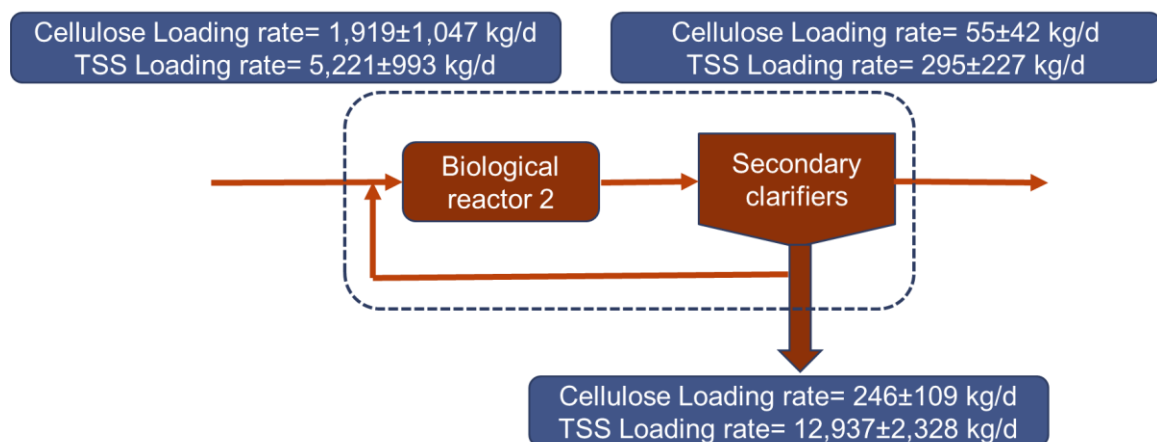 Cellulose Loading rate= 1,919±1,047 kg/d
TSS Loading rate= 5,221±993 kg/d
Cellulose Loading rate= 55±42 kg/d
TSS Loading rate= 295±227 kg/d
Biological
reactor 2
Secondary
clarifiers
Cellulose Loading rate= 246±109 kg/d
TSS Loading rate= 12,937±2,328 kg/d